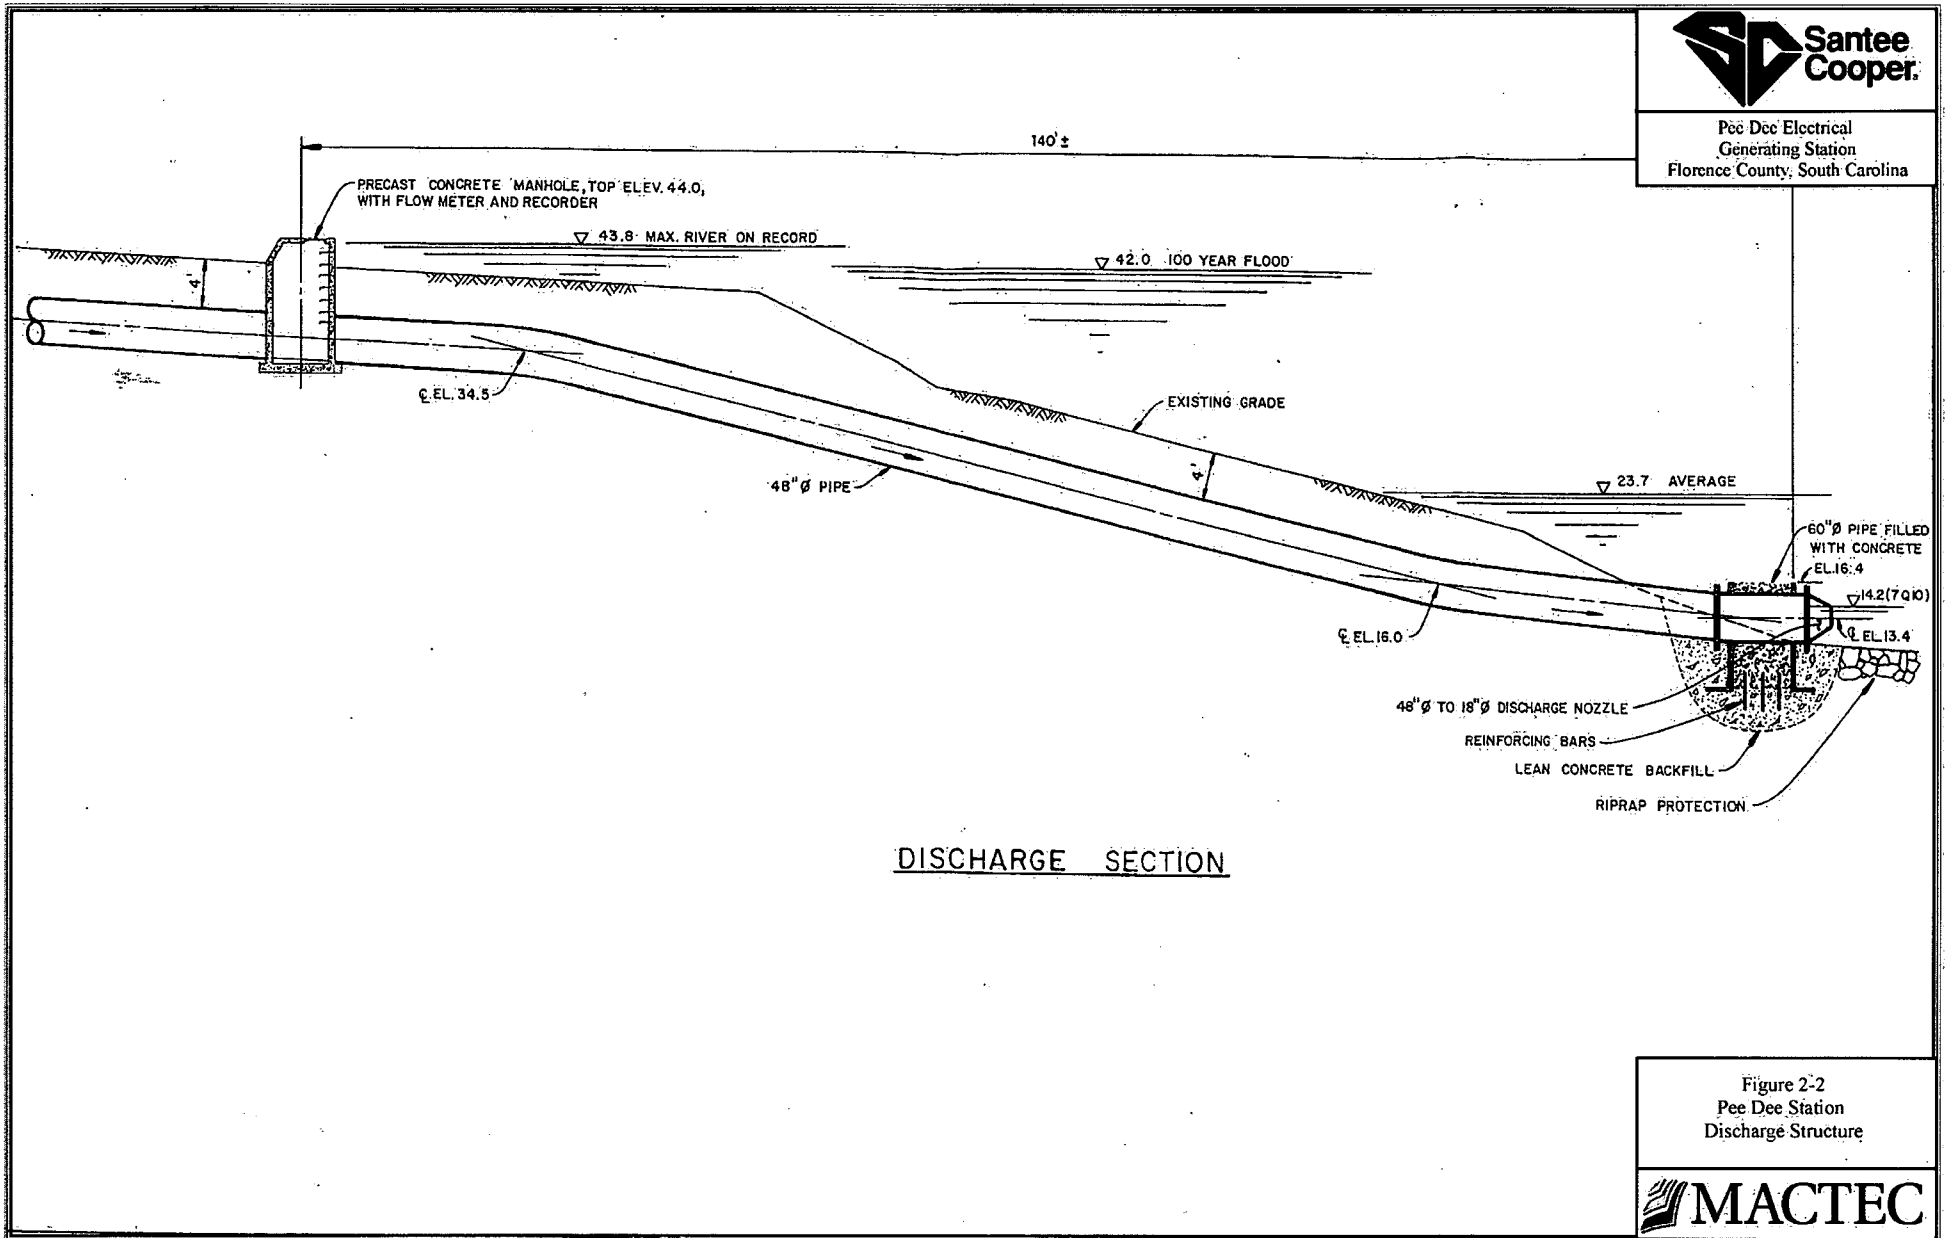 Santee
Cooper
Pee Dee Electrical
Generating Station
Florence County, South Carolina
140'±
PRECAST CONCRETE MANHOLE, TOP ELEV. 44.0,
WITH FLOW METER AND RECORDER
43.8 MAX. RIVER ON RECORD
42.0 100 YEAR FLOOD
4'
℄ EL. 34.5
EXISTING GRADE
4'
48"Ø PIPE
23.7 AVERAGE
60"Ø PIPE FILLED
WITH CONCRETE
EL. 16.4
14.2 (7Q10)
℄ EL. 16.0
℄ EL. 13.4
48"Ø TO 18"Ø DISCHARGE NOZZLE
REINFORCING BARS
LEAN CONCRETE BACKFILL
RIPRAP PROTECTION
DISCHARGE SECTION
Figure 2-2
Pee Dee Station
Discharge Structure
MACTEC